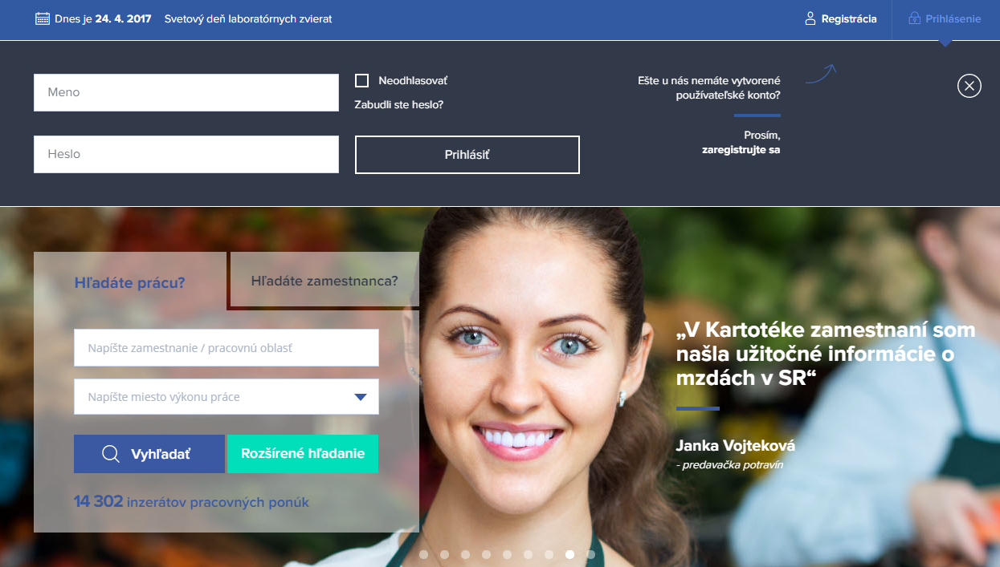 Dnes je 24. 4. 2017 Svetový deň laboratórnych zvierat
Registrácia
Prihlásenie
Meno
Neodhlasovať
Zabudli ste heslo?
Heslo
Prihlásiť
Ešte u nás nemáte vytvorené
používateľské konto?
Prosím,
zaregistrujte sa
Hľadáte prácu?
Hľadáte zamestnanca?
Napíšte zamestnanie / pracovnú oblasť
Napíšte miesto výkonu práce
Vyhľadať
Rozšírené hľadanie
14 302 inzerátov pracovných ponúk
„V Kartotéke zamestnaní som
našla užitočné informácie o
mzdách v SR“
Janka Vojteková
- predavačka potravín